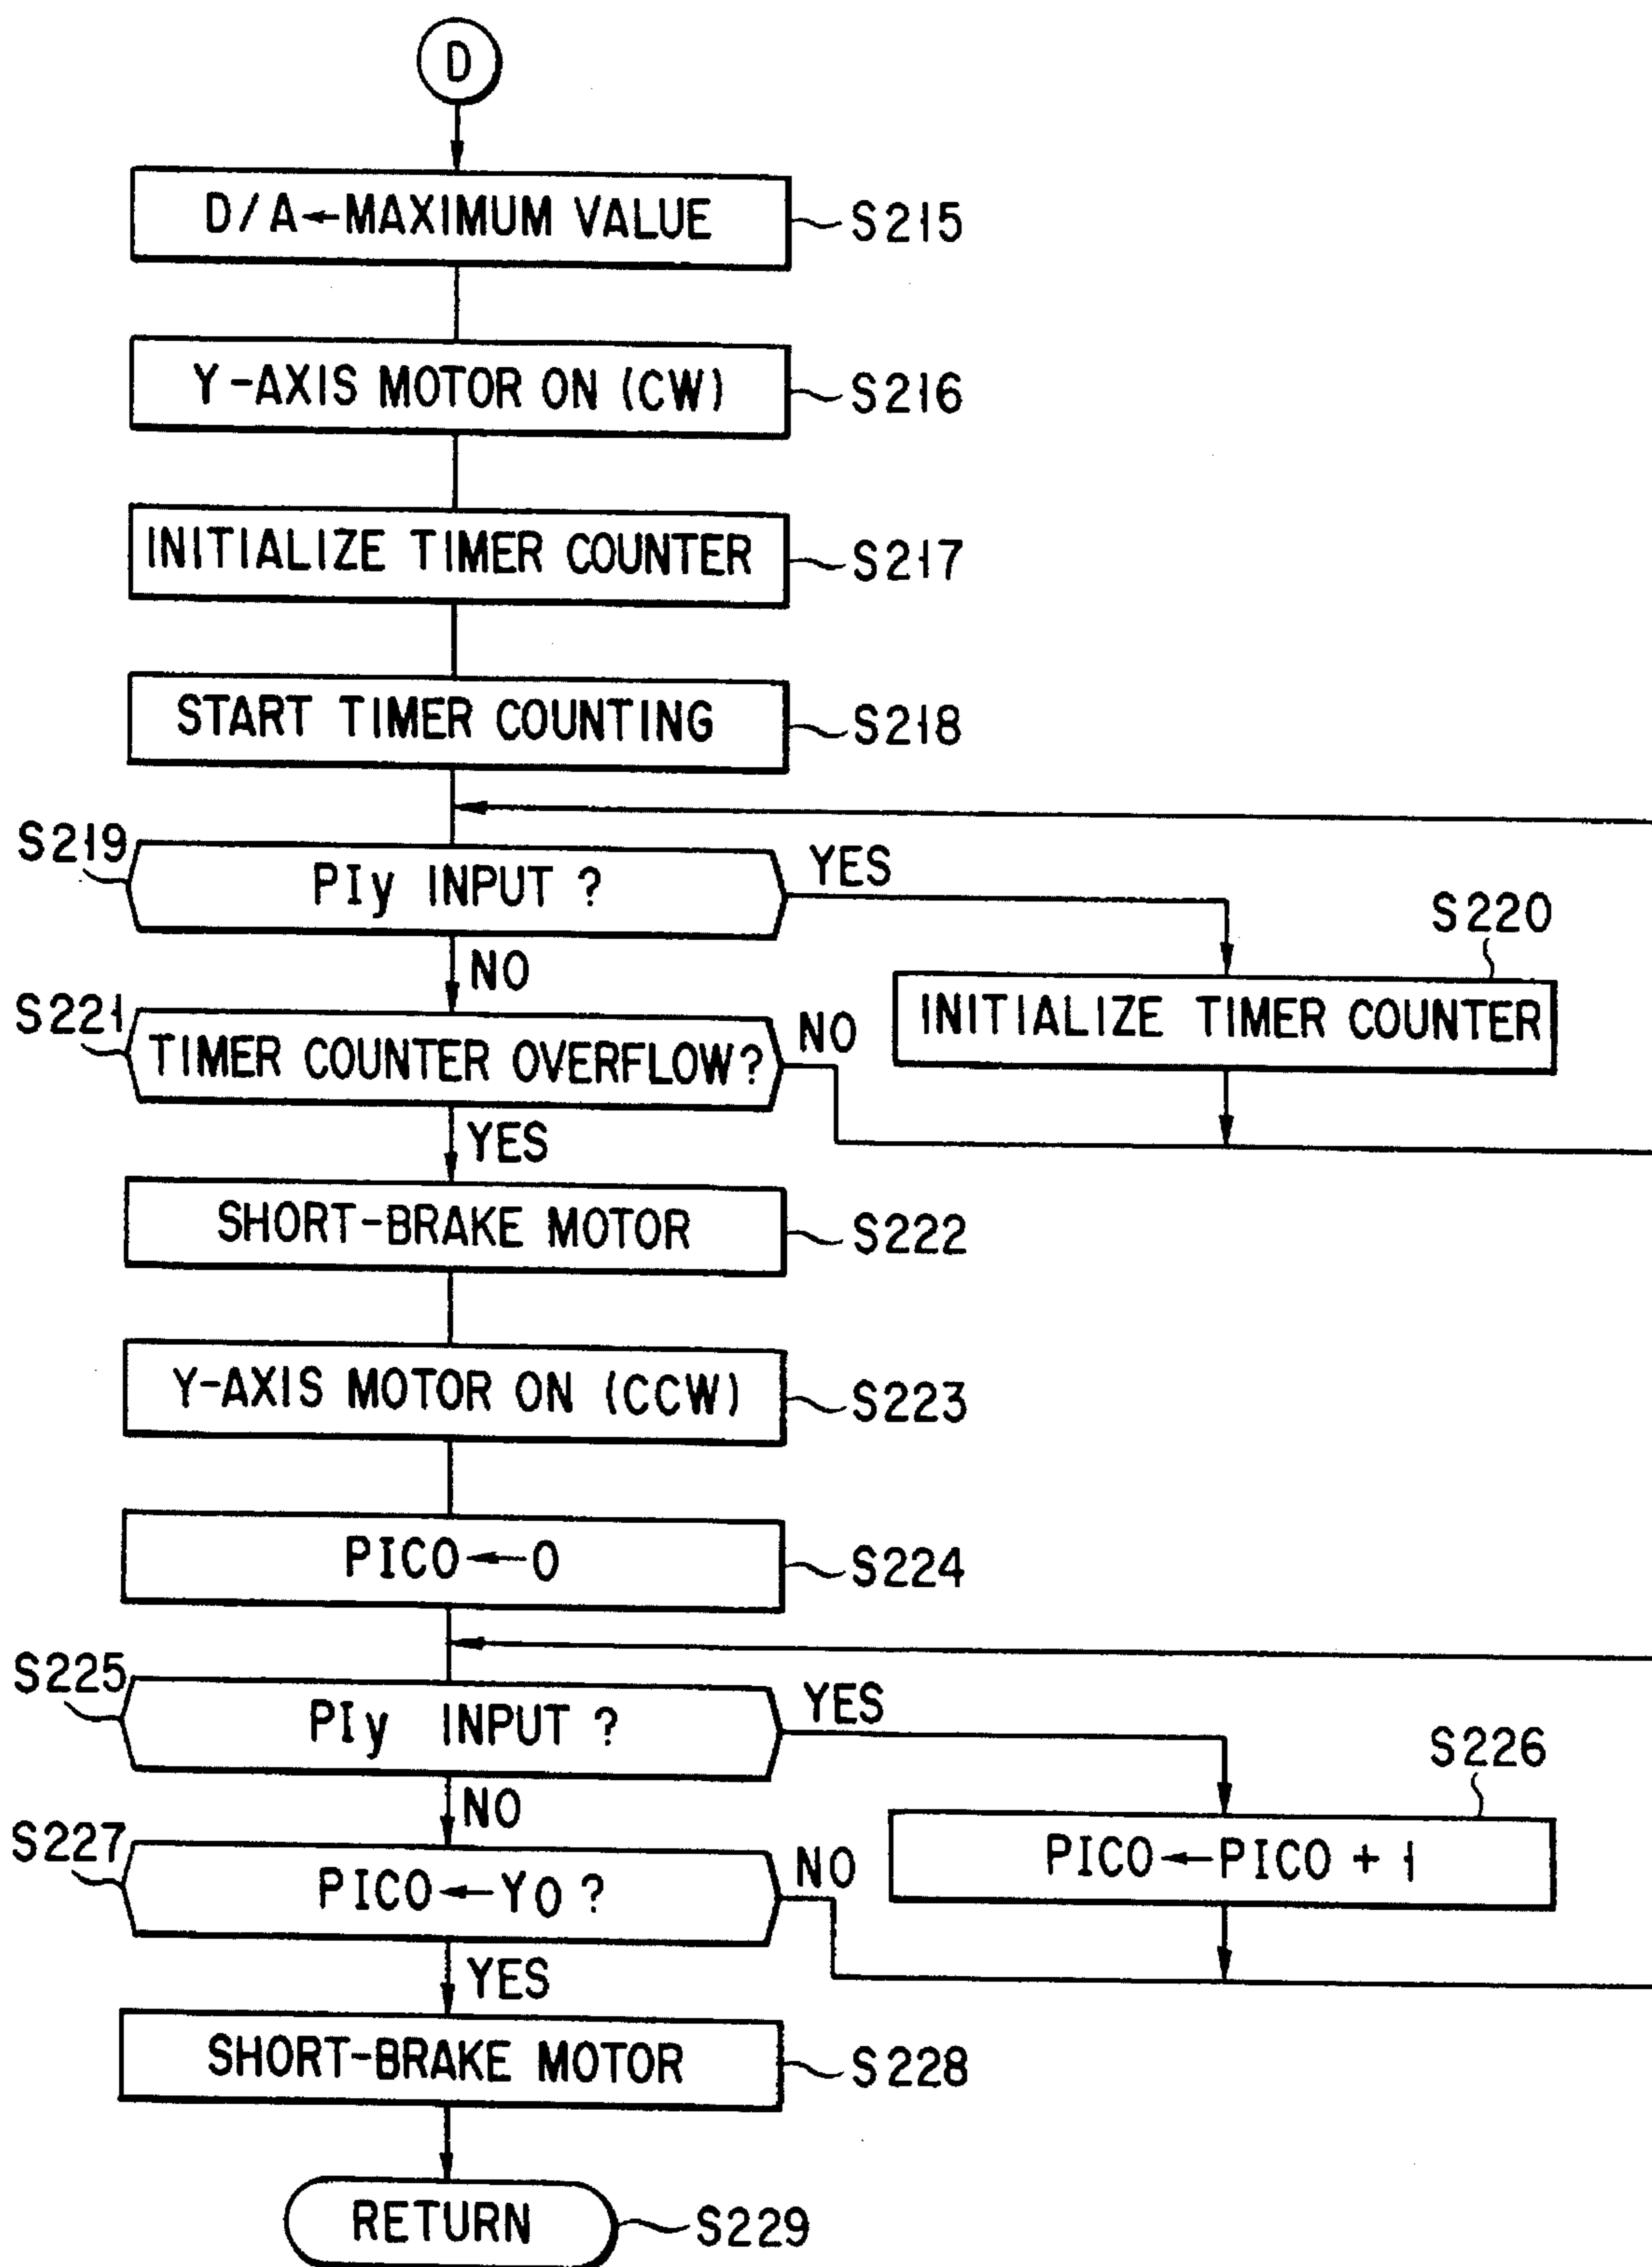 D
D/A←MAXIMUM VALUE
S215
Y-AXIS MOTOR ON (CW)
S216
INITIALIZE TIMER COUNTER
S217
START TIMER COUNTING
S218
S219
PIy INPUT ?
YES
NO
S220
INITIALIZE TIMER COUNTER
S221
TIMER COUNTER OVERFLOW?
NO
YES
SHORT-BRAKE MOTOR
S222
Y-AXIS MOTOR ON (CCW)
S223
PICO←0
S224
S225
PIy INPUT ?
YES
NO
S226
PICO←PICO + 1
S227
PICO←Y0 ?
NO
YES
SHORT-BRAKE MOTOR
S228
RETURN
S229